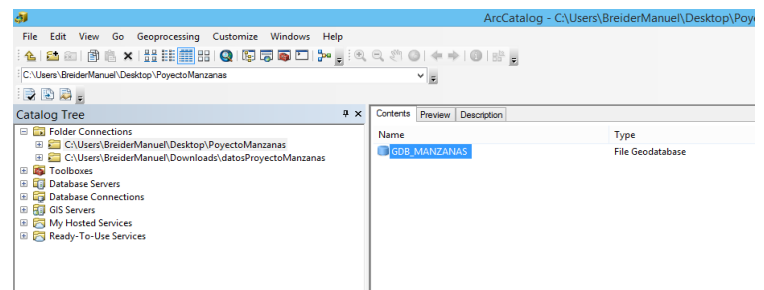 ArcCatalog - C:\Users\BreiderManuel\Desktop\Poye
File Edit View Go Geoprocessing Customize Windows Help
C:\Users\BreiderManuel\Desktop\PoyectoManzanas
Catalog Tree
Folder Connections
C:\Users\BreiderManuel\Desktop\PoyectoManzanas
C:\Users\BreiderManuel\Downloads\datosProyectoManzanas
Toolboxes
Database Servers
Database Connections
GIS Servers
My Hosted Services
Ready-To-Use Services
Contents Preview Description
Name Type
GDB_MANZANAS File Geodatabase